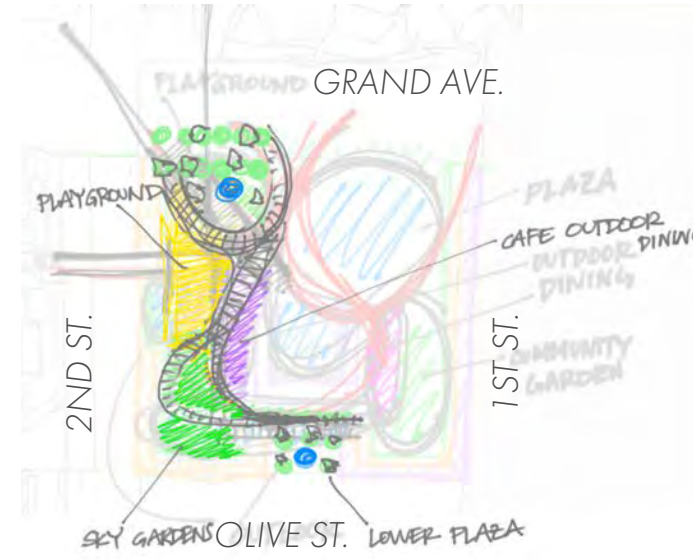 PLAYGROUND
GRAND AVE.
PLAYGROUND
PLAZA
CAFE OUTDOOR
DINING
OUTDOOR
DINING
2ND ST.
1ST ST.
COMMUNITY
GARDEN
SKY GARDENS
OLIVE ST.
LOWER PLAZA